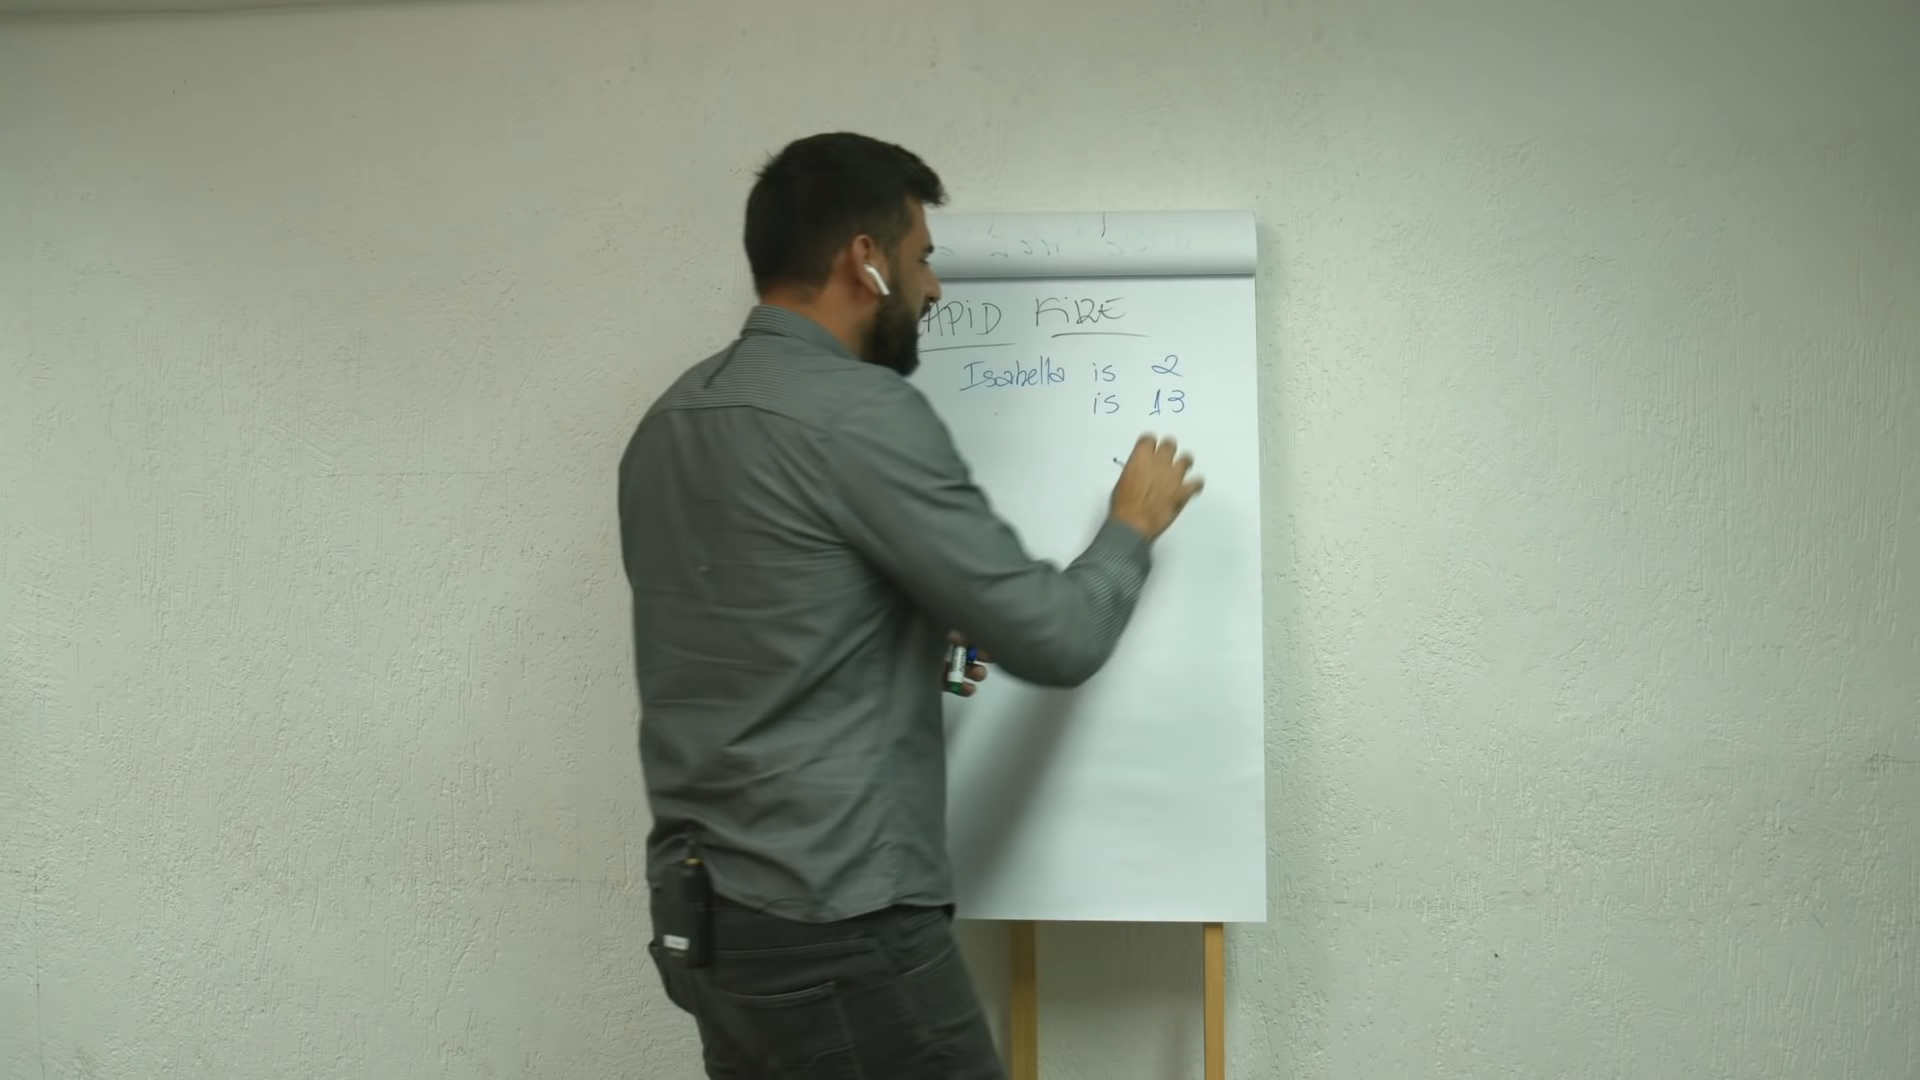 APID FIRE
Isabella is 2
is 13